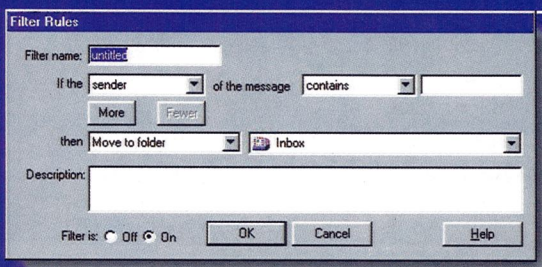 Filter Rules
Filter name: untitled
If the sender of the message contains
More Fewer
then Move to folder Inbox
Description:
Filter is: Off On OK Cancel Help